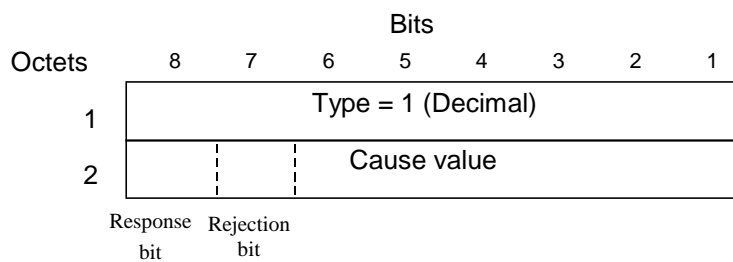 Bits
Octets 8 7 6 5 4 3 2 1
1 Type = 1 (Decimal)
2 Cause value
Response Rejection
bit bit